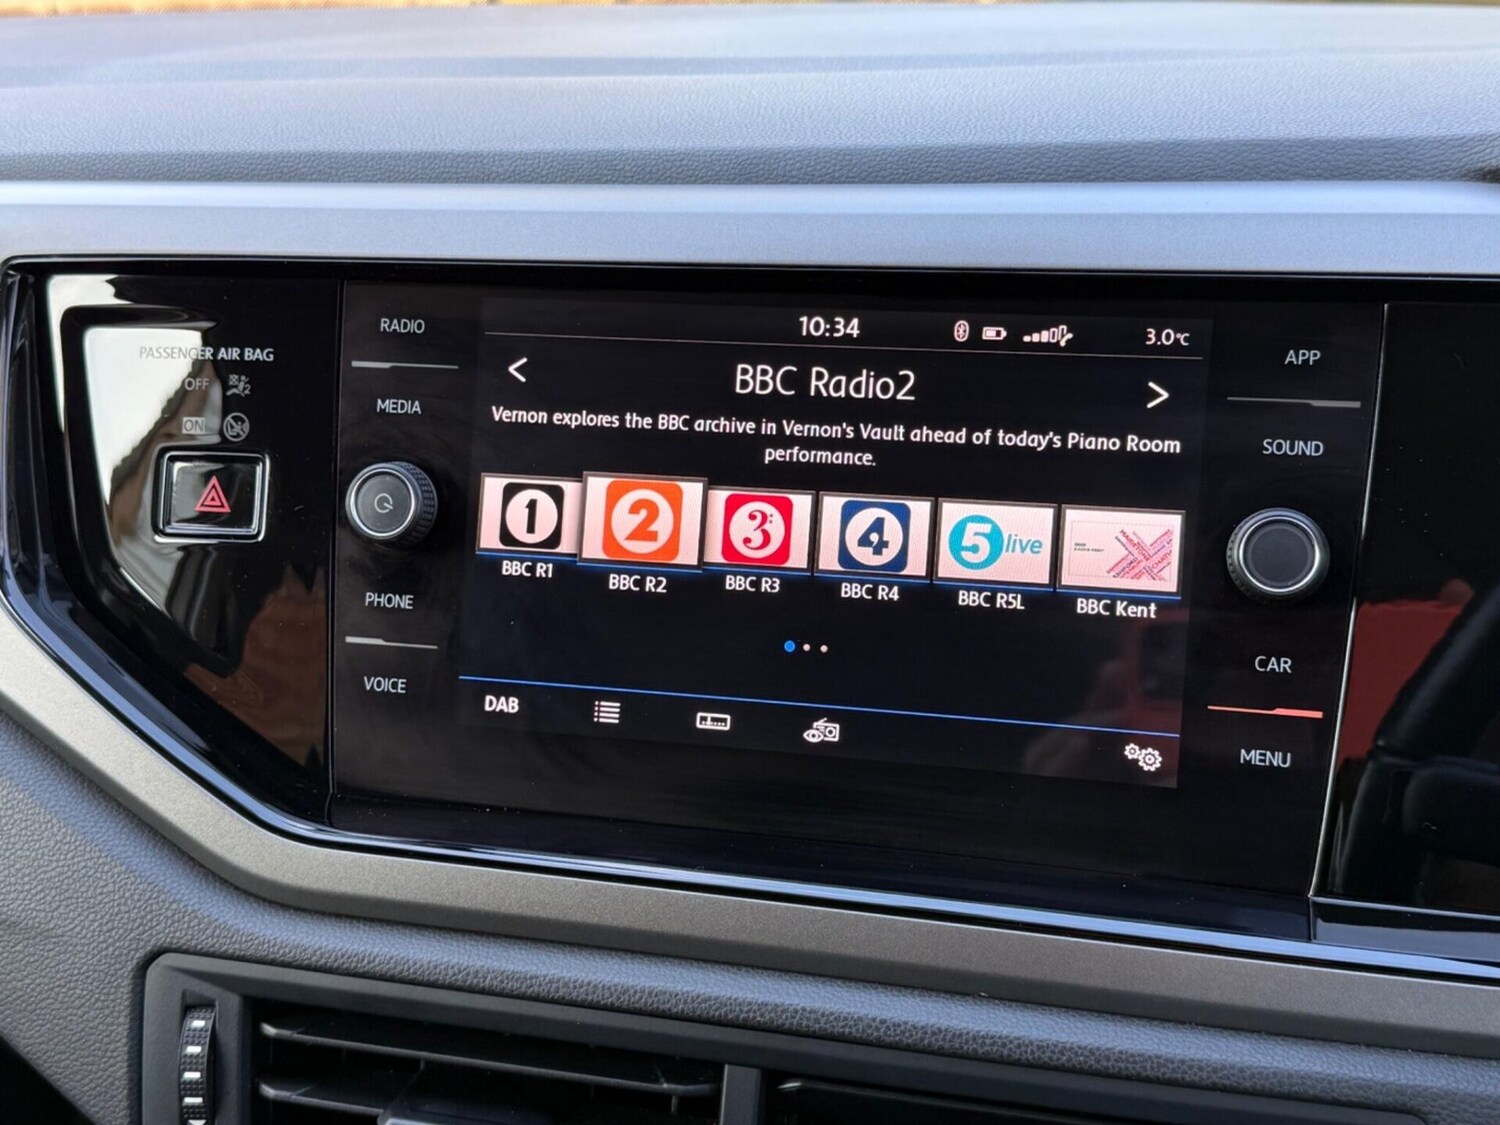 PASSENGER AIR BAG
OFF
ON
RADIO
MEDIA
PHONE
VOICE
10:34
3.0°C
BBC Radio2
Vernon explores the BBC archive in Vernon's Vault ahead of today's Piano Room
performance.
1
2
3
4
5 live
BBC R1
BBC R2
BBC R3
BBC R4
BBC R5L
BBC Kent
DAB
APP
SOUND
CAR
MENU